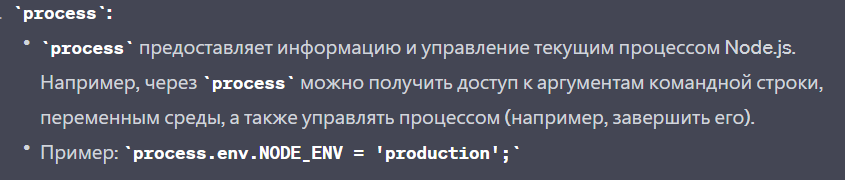 `process`:
• `process` предоставляет информацию и управление текущим процессом Node.js.
Например, через `process` можно получить доступ к аргументам командной строки,
переменным среды, а также управлять процессом (например, завершить его).
• Пример: `process.env.NODE_ENV = 'production';`